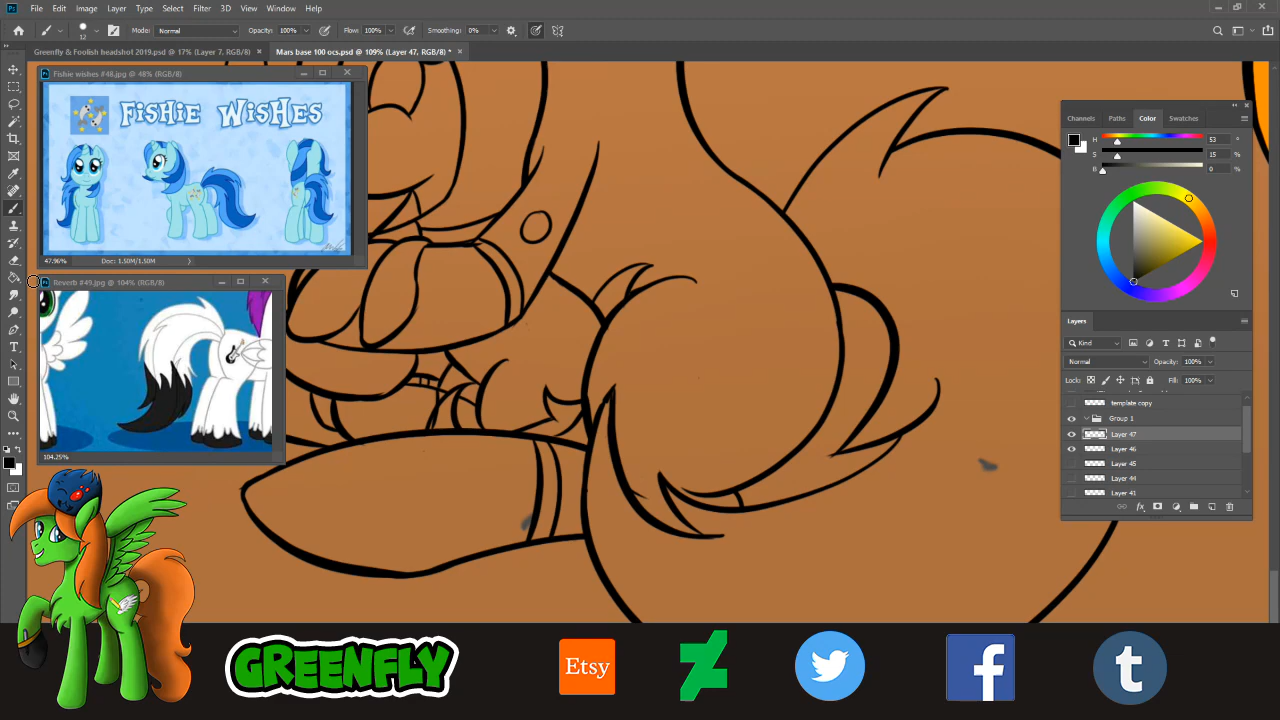 File Edit Image Layer Type Select Filter 3D View Window Help
Mode: Normal Opacity: 100% Flow: 100% Smoothing: 0%
12
Greenfly & Foolish headshot 2019.psd @ 17% (Layer 7, RGB/8) × Mars base 100 ocs.psd @ 109% (Layer 47, RGB/8) * ×
Fishie wishes #48.jpg @ 48% (RGB/8)
FiSHiE WiSHES
47.96% Doc: 1.50M/1.50M
Reverb #49.jpg @ 104% (RGB/8)
104.25%
Channels Paths Color Swatches
H 53 °
S 15 %
B 0 %
Layers
Kind
Normal Opacity: 100%
Lock: Fill: 100%
template copy
Group 1
Layer 47
Layer 46
Layer 45
Layer 44
Layer 41
GREENFLY
Etsy
f
t